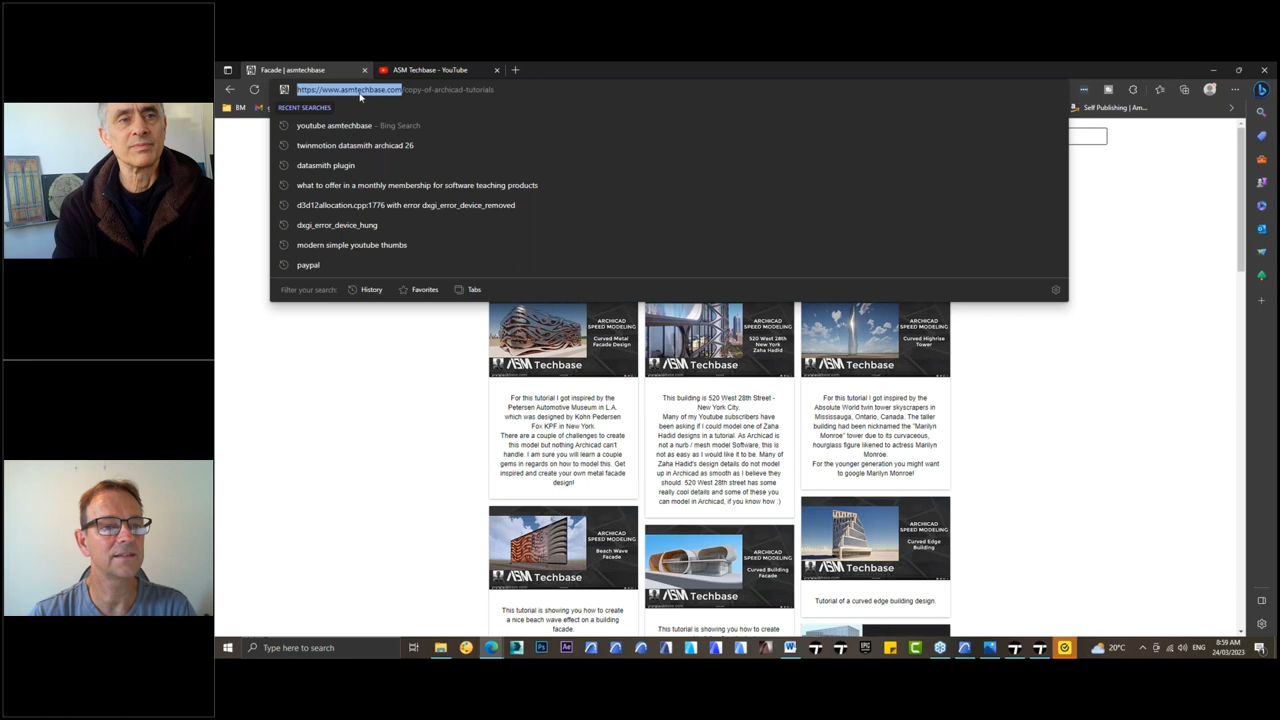 Facade | asmtechbase
ASM Techbase - YouTube
https://www.asmtechbase.com/copy-of-archicad-tutorials
BM
Self Publishing | Am...
RECENT SEARCHES
youtube asmtechbase - Bing Search
twinmotion datasmith archicad 26
datasmith plugin
what to offer in a monthly membership for software teaching products
d3d12allocation.cpp:1776 with error dxgi_error_device_removed
dxgi_error_device_hung
modern simple youtube thumbs
paypal
Filter your search: History Favorites Tabs
ARCHICAD
SPEED MODELING
Curved Metal
Facade Design
ASM Techbase
For this tutorial I got inspired by the
Petersen Automotive Museum in L.A.
which was designed by Kohn Pedersen
Fox KPF in New York.
There are a couple of challenges to create
this model but nothing Archicad can't
handle. I am sure you will learn a couple
gems in regards on how to model this. Get
inspired and create your own metal facade
design!
ARCHICAD
SPEED MODELING
520 West 28th
New York
Zaha Hadid
ASM Techbase
This building is 520 West 28th Street -
New York City.
Many of my Youtube subscribers have
been asking if I could model one of Zaha
Hadid designs in a tutorial. As Archicad is
not a nurb / mesh model Software, this is
not as easy as I would like it to be. Many of
Zaha Hadid's design details do not model
up in Archicad as smooth as I believe they
should. 520 West 28th street has some
really cool details and some of these you
can model in Archicad, if you know how :)
ARCHICAD
SPEED MODELING
Curved Highrise
Tower
ASM Techbase
For this tutorial I got inspired by the
Absolute World twin tower skyscrapers in
Mississauga, Ontario, Canada. The taller
building had been nicknamed the "Marilyn
Monroe" tower due to its curvaceous,
hourglass figure likened to actress Marilyn
Monroe.
For the younger generation you might want
to google Marilyn Monroe!
ARCHICAD
SPEED MODELING
Beach Wave
Facade
ASM Techbase
This tutorial is showing you how to create
a nice beach wave effect on a building
facade.
ARCHICAD
SPEED MODELING
Curved Building
Facade
ASM Techbase
This tutorial is showing you how to create
ARCHICAD
SPEED MODELING
Curved Edge
Building
ASM Techbase
Tutorial of a curved edge building design.
Type here to search
20°C
ENG
8:59 AM
24/03/2023